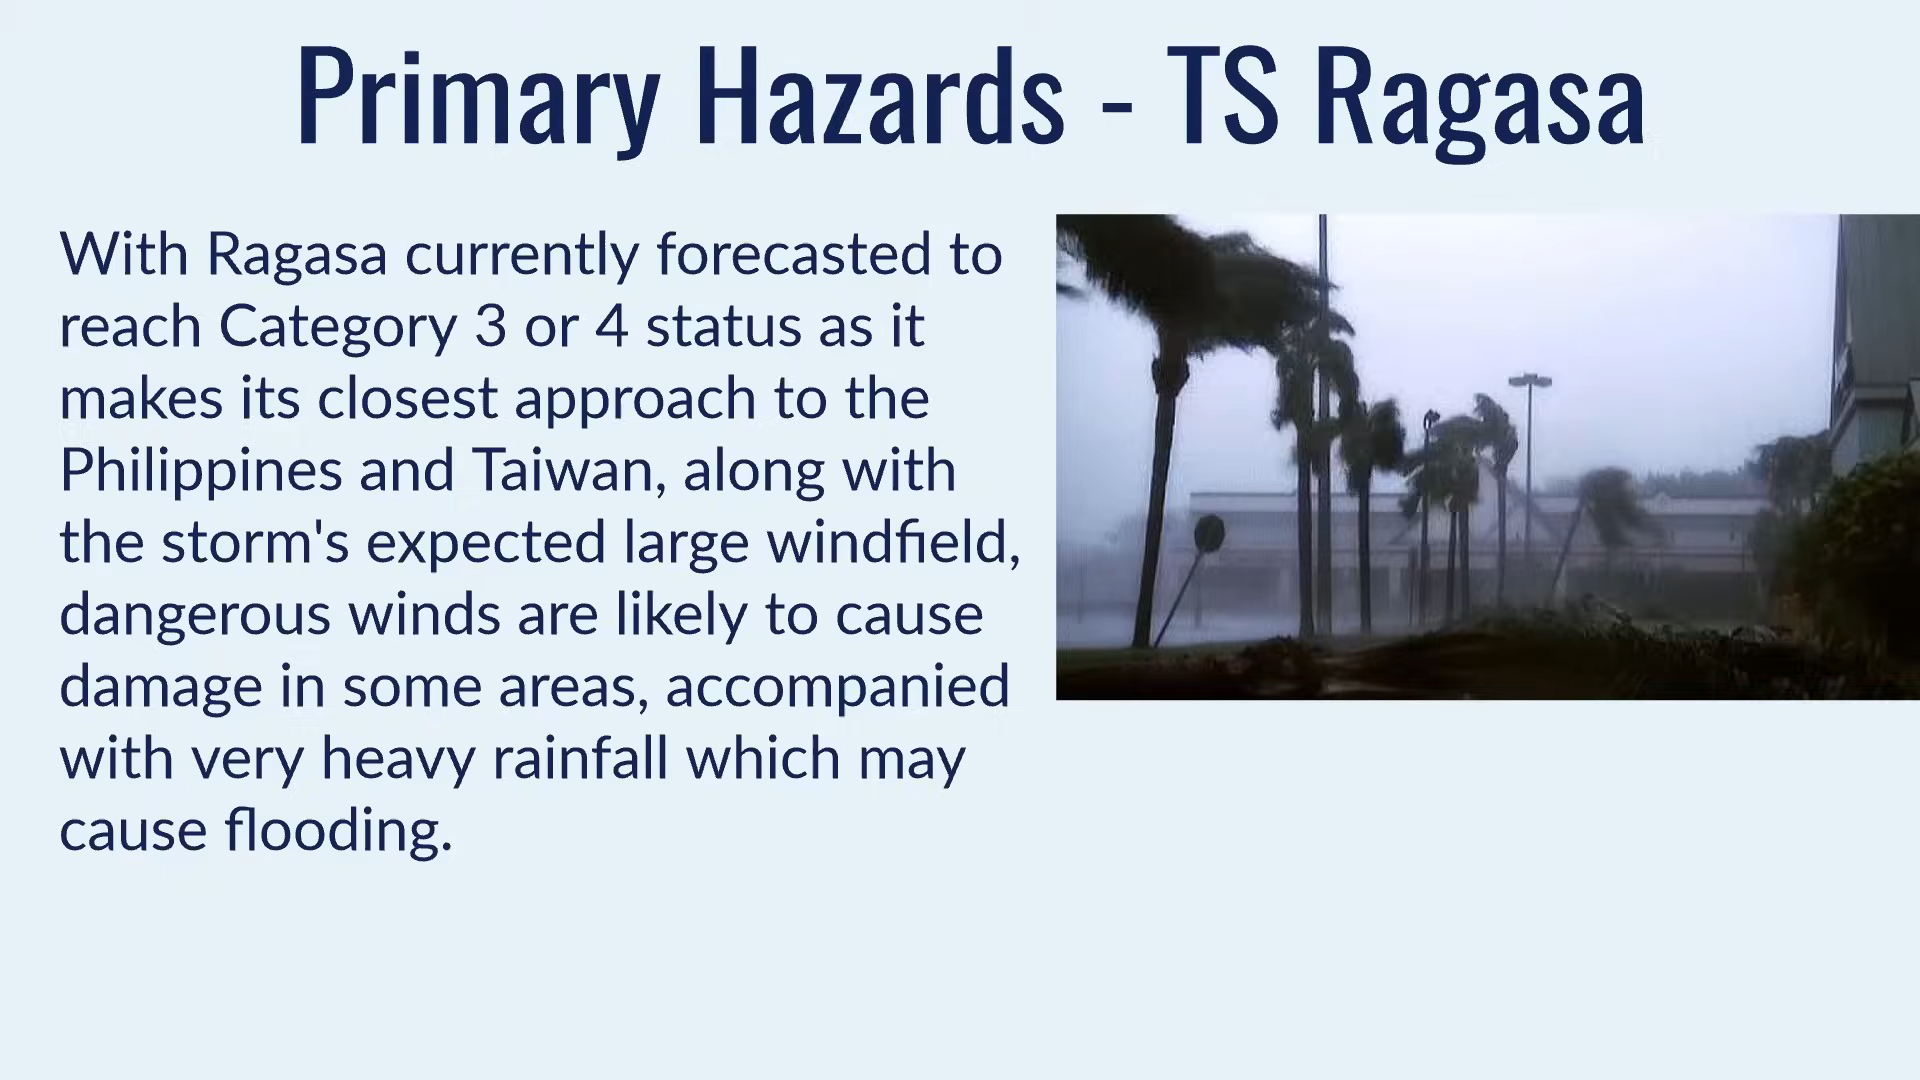 Primary Hazards - TS Ragasa
With Ragasa currently forecasted to
reach Category 3 or 4 status as it
makes its closest approach to the
Philippines and Taiwan, along with
the storm's expected large windfield,
dangerous winds are likely to cause
damage in some areas, accompanied
with very heavy rainfall which may
cause flooding.